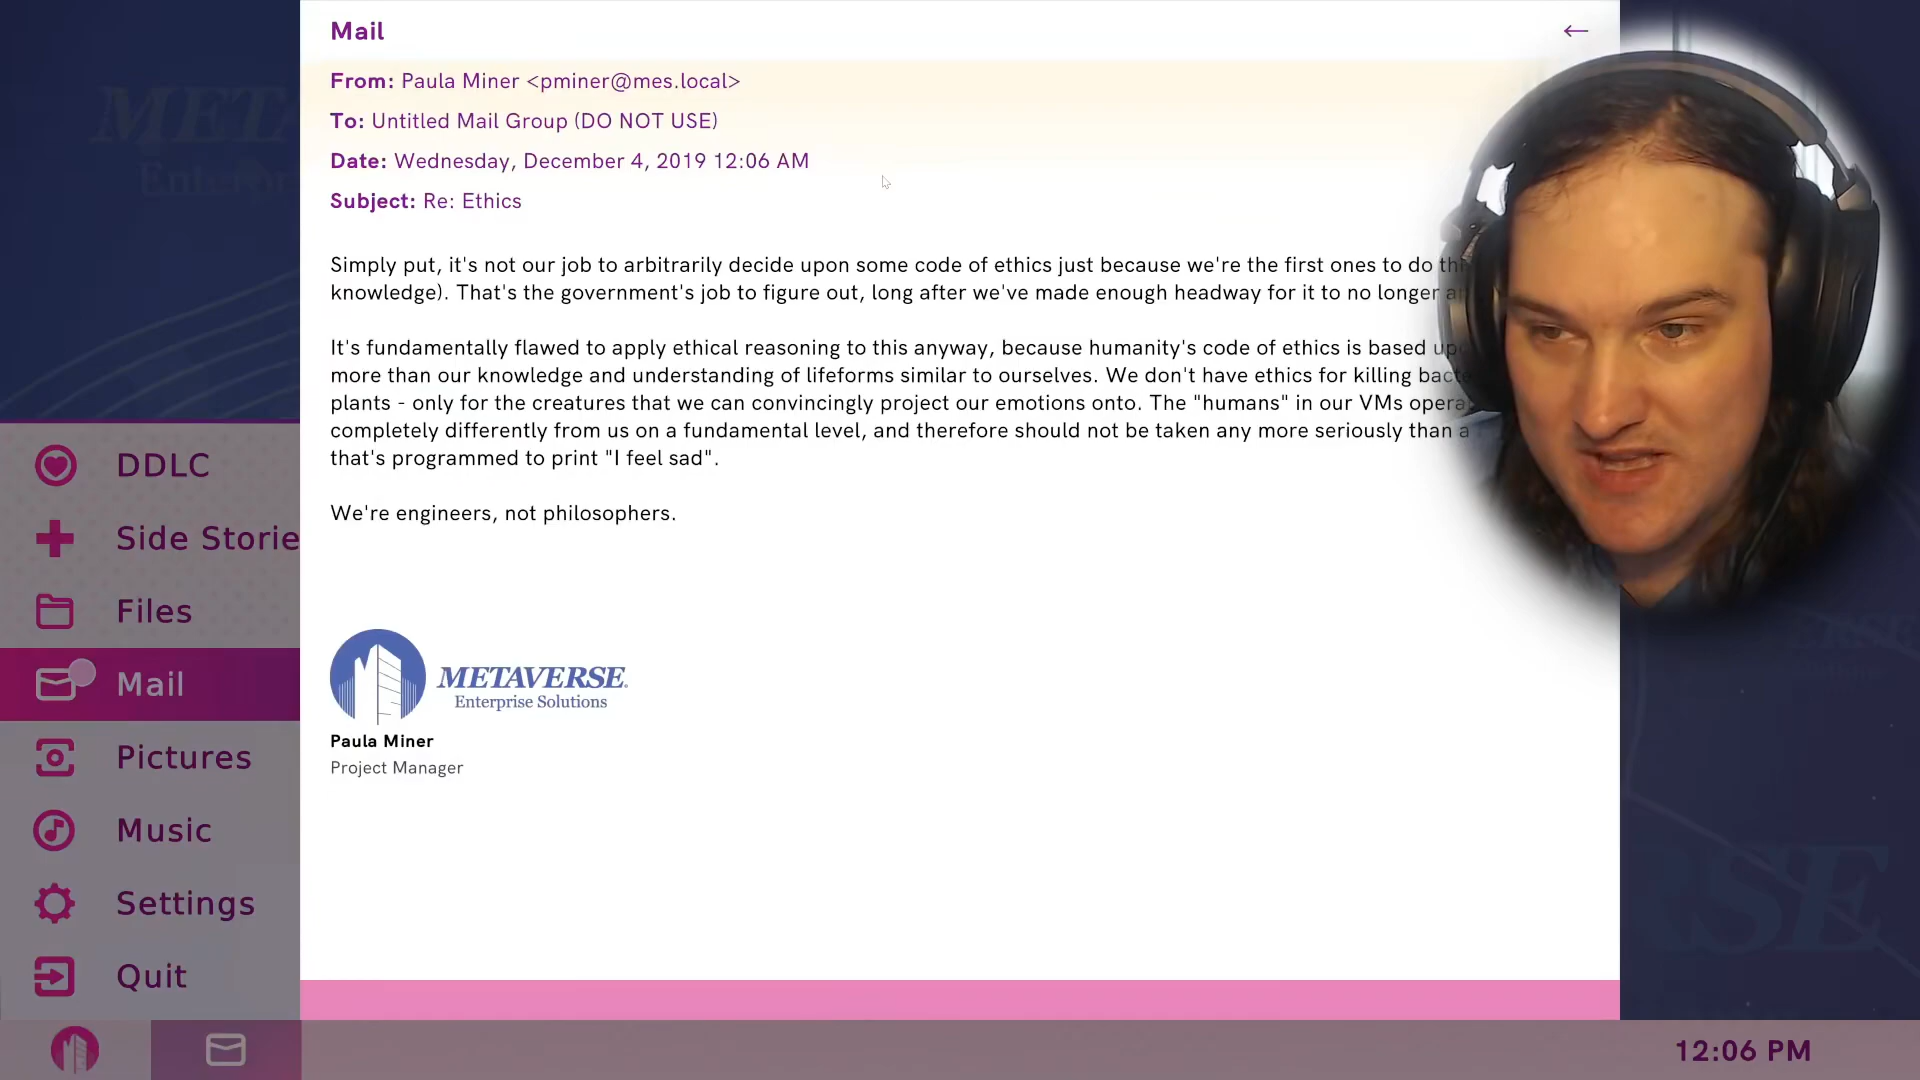 Mail
From: Paula Miner <pminer@mes.local>
To: Untitled Mail Group (DO NOT USE)
Date: Wednesday, December 4, 2019 12:06 AM
Subject: Re: Ethics
Simply put, it's not our job to arbitrarily decide upon some code of ethics just because we're the first ones to do
knowledge). That's the government's job to figure out, long after we've made enough headway for it to no longer
It's fundamentally flawed to apply ethical reasoning to this anyway, because humanity's code of ethics is based
more than our knowledge and understanding of lifeforms similar to ourselves. We don't have ethics for killing
plants - only for the creatures that we can convincingly project our emotions onto. The "humans" in our VMs
completely differently from us on a fundamental level, and therefore should not be taken any more seriously than a
that's programmed to print "I feel sad".
We're engineers, not philosophers.
METAVERSE
Enterprise Solutions
Paula Miner
Project Manager
DDLC
Side Storie
Files
Mail
Pictures
Music
Settings
Quit
12:06 PM